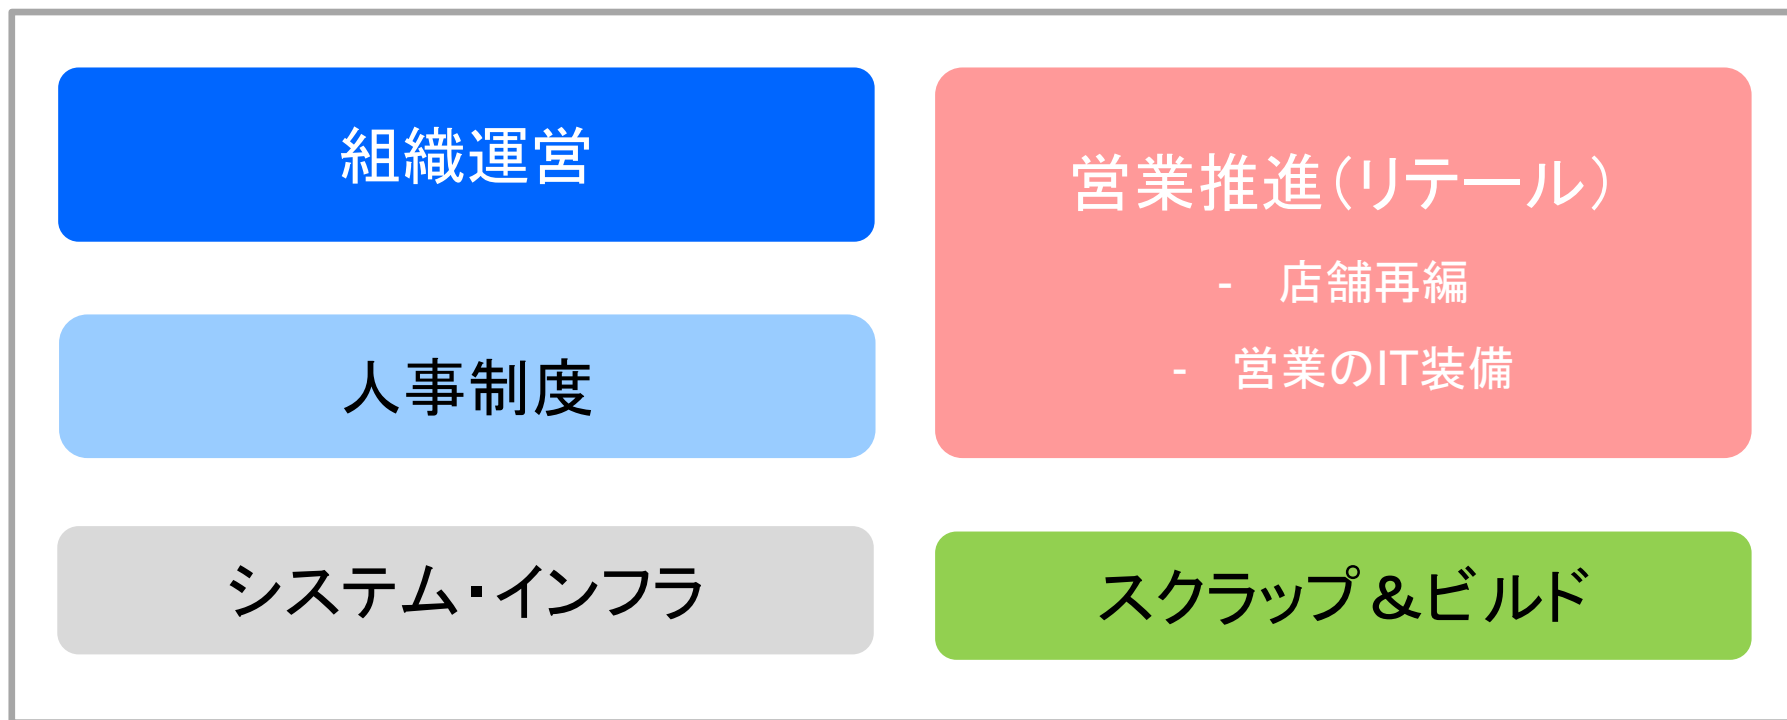 組織運営
人事制度
システム・インフラ
営業推進(リテール)
- 店舗再編
- 営業のIT装備
スクラップ&ビルド